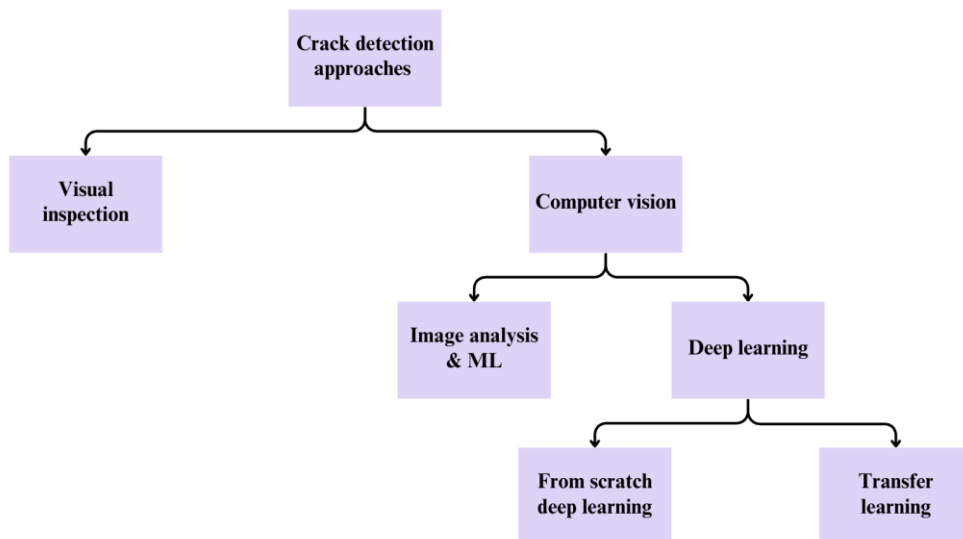 Crack detection
approaches
Visual
inspection
Computer vision
Image analysis
& ML
Deep learning
From scratch
deep learning
Transfer
learning